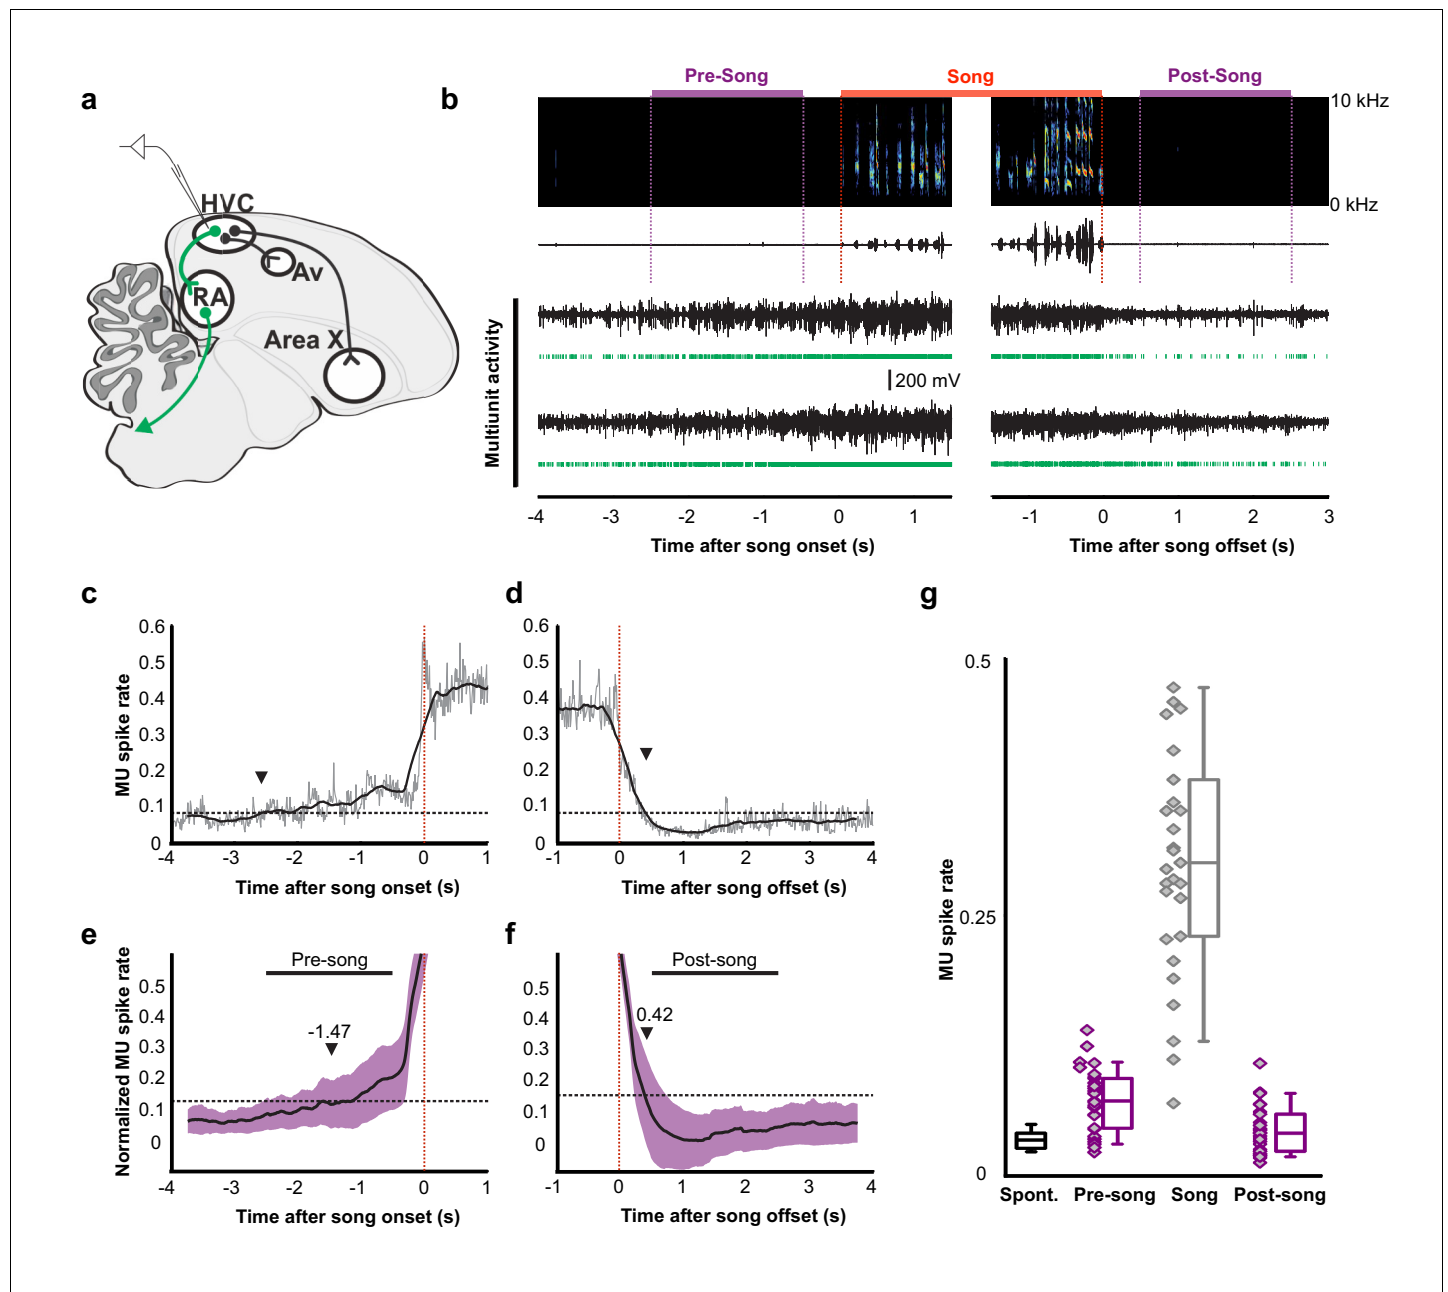 a
HVC
Av
RA
Area X
b
Pre-Song
Song
Post-Song
10 kHz
0 kHz
Multiunit activity
200 mV
-4 -3 -2 -1 0 1
Time after song onset (s)
-1 0 1 2 3
Time after song offset (s)
c
MU spike rate
0.6
0.5
0.4
0.3
0.2
0.1
0
-4 -3 -2 -1 0 1
Time after song onset (s)
d
0.6
0.5
0.4
0.3
0.2
0.1
0
-1 0 1 2 3 4
Time after song offset (s)
e
Normalized MU spike rate
Pre-song
-1.47
0.5
0.4
0.3
0.2
0.1
0
-4 -3 -2 -1 0 1
Time after song onset (s)
f
Post-song
0.42
0.5
0.4
0.3
0.2
0.1
0
-1 0 1 2 3 4
Time after song offset (s)
g
MU spike rate
0.5
0.25
0
Spont. Pre-song Song Post-song